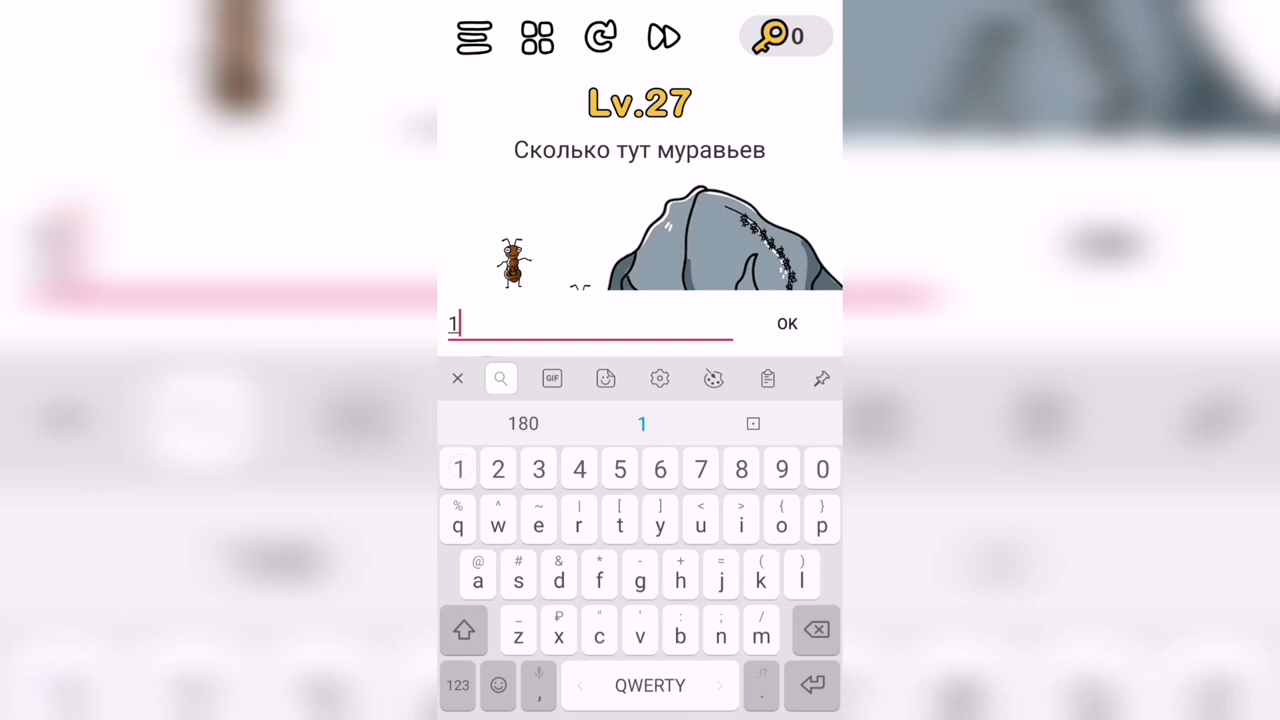 0
Lv.27
Сколько тут муравьев
1
OK
GIF
180 1
1 2 3 4 5 6 7 8 9 0
% ^ ~ | [ ] < > { }
q w e r t y u i o p
@ # & * - + = ( )
a s d f g h j k l
_ ₽ " ' : ; /
z x c v b n m
,!?
123 , < QWERTY > .